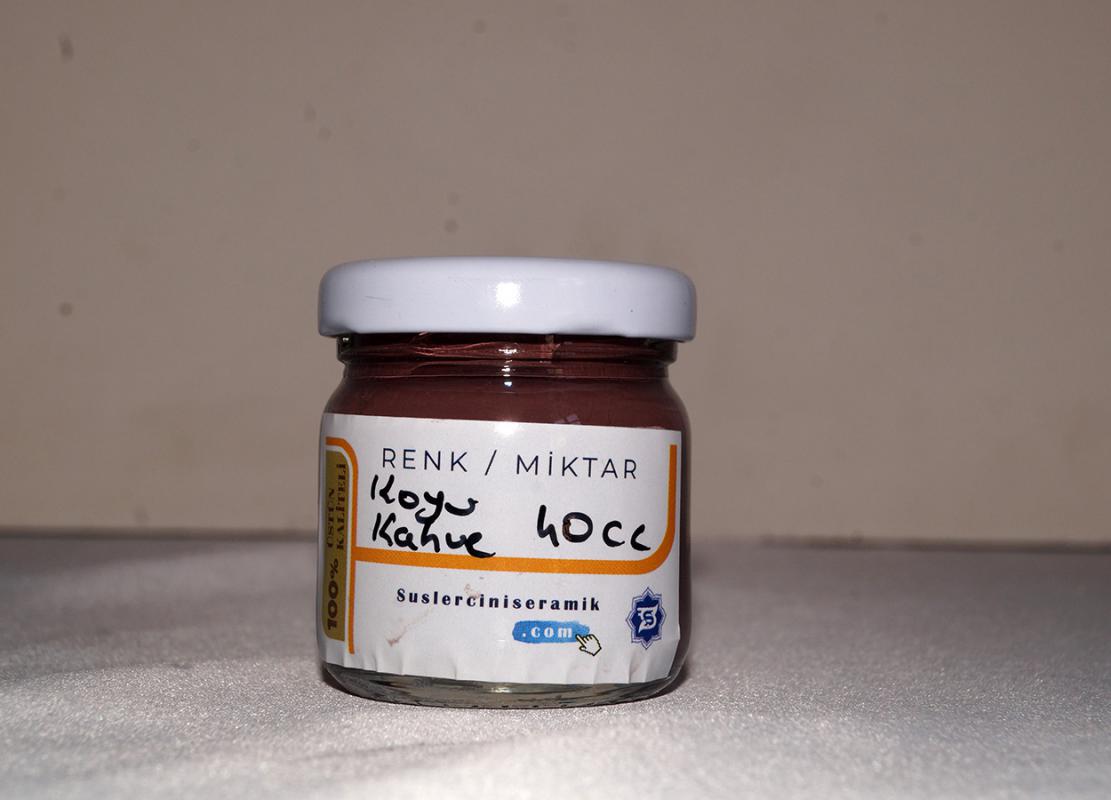 RENK / MİKTAR
Koyu
Kahve
40cc
100% ÜSTÜN
KALİTELİ
Suslerciniseramik
.com